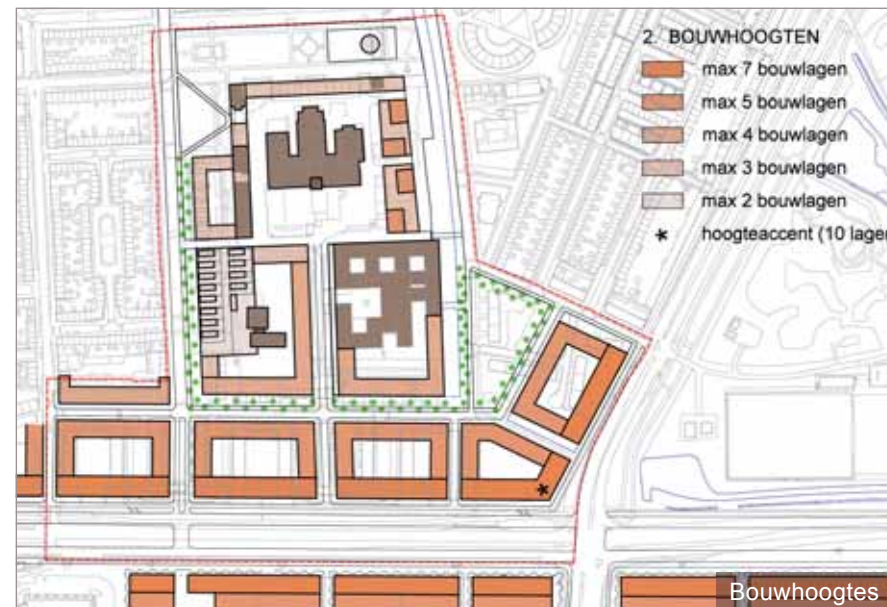 2. BOUWHOOGTEN
max 7 bouwlagen
max 5 bouwlagen
max 4 bouwlagen
max 3 bouwlagen
max 2 bouwlagen
* hoogteaccent (10 lagen
Bouwhoogtes